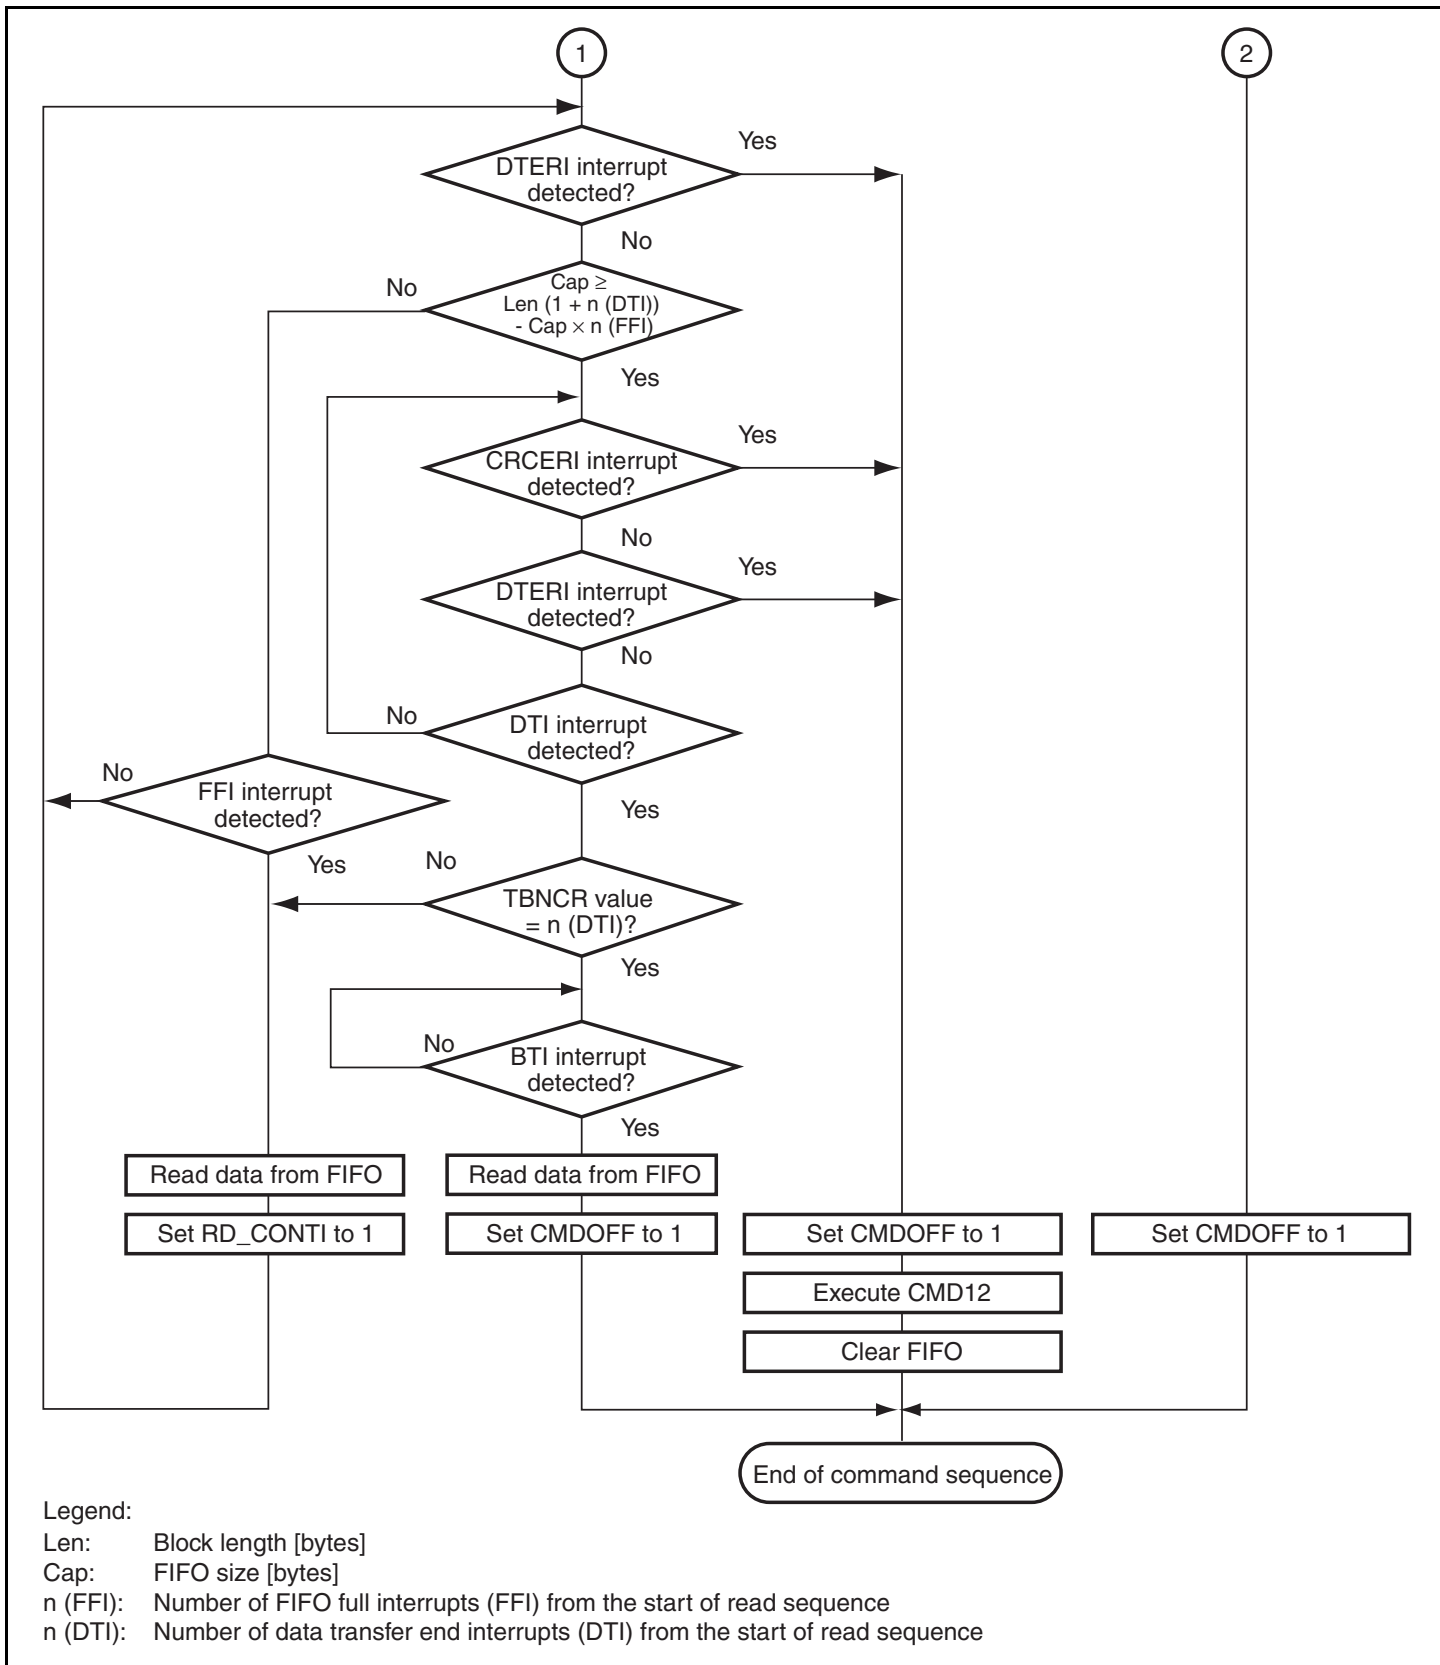 1
2
DTERI interrupt
detected?
Yes
No
Cap ≥
Len (1 + n (DTI))
- Cap × n (FFI)
No
Yes
CRCERI interrupt
detected?
Yes
No
DTERI interrupt
detected?
Yes
No
DTI interrupt
detected?
No
Yes
FFI interrupt
detected?
No
Yes
TBNCR value
= n (DTI)?
No
Yes
BTI interrupt
detected?
No
Yes
Read data from FIFO
Set RD_CONTI to 1
Read data from FIFO
Set CMDOFF to 1
Set CMDOFF to 1
Execute CMD12
Clear FIFO
Set CMDOFF to 1
End of command sequence
Legend:
Len: Block length [bytes]
Cap: FIFO size [bytes]
n (FFI): Number of FIFO full interrupts (FFI) from the start of read sequence
n (DTI): Number of data transfer end interrupts (DTI) from the start of read sequence